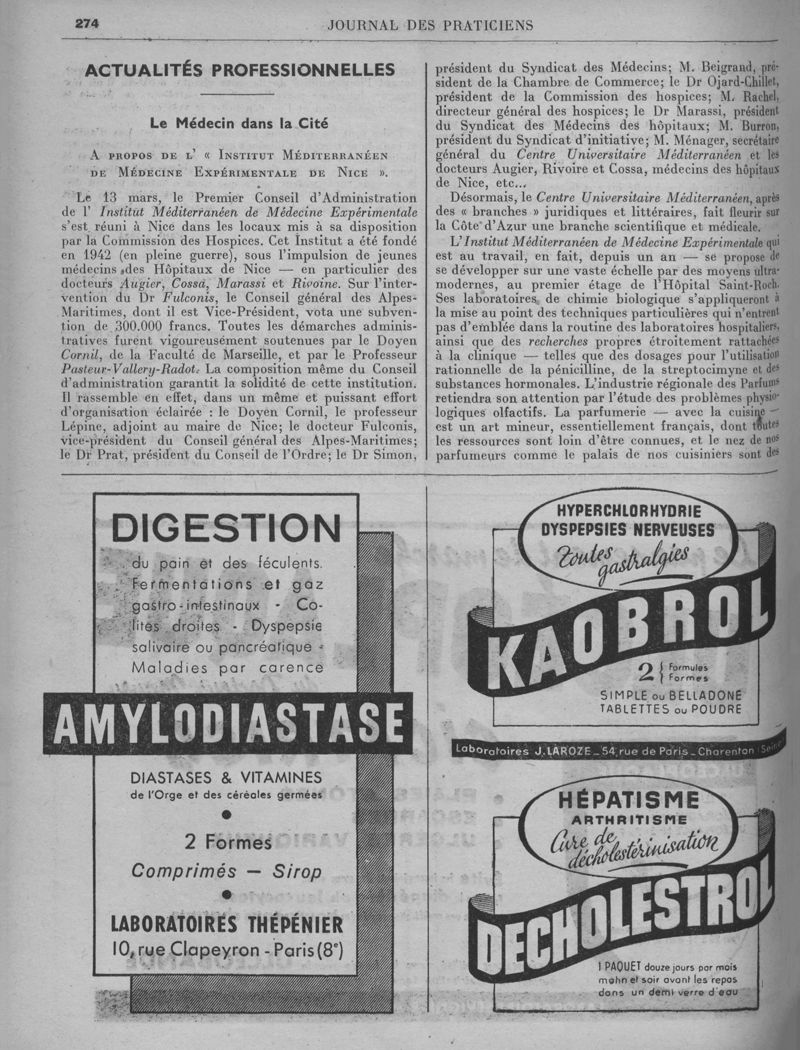 274
JOURNAL DES PRATICIENS
ACTUALITÉS PROFESSIONNELLES
Le Médecin dans la Cité
A PROPOS DE L' « INSTITUT MÉDITERRANÉEN
DE MÉDECINE EXPÉRIMENTALE DE NICE ».
Le 13 mars, le Premier Conseil d'Administration
de l' Institut Méditerranéen de Médecine Expérimentale
s'est réuni à Nice dans les locaux mis à sa disposition
par la Commission des Hospices. Cet Institut a été fondé
en 1942 (en pleine guerre), sous l'impulsion de jeunes
médecins des Hôpitaux de Nice — en particulier des
docteurs Augier, Cossa, Marassi et Rivoine. Sur l'inter-
vention du Dr Fulconis, le Conseil général des Alpes-
Maritimes, dont il est Vice-Président, vota une subven-
tion de 300.000 francs. Toutes les démarches adminis-
tratives furent vigoureusement soutenues par le Doyen
Cornil, de la Faculté de Marseille, et par le Professeur
Pasteur-Vallery-Radot. La composition même du Conseil
d'administration garantit la solidité de cette institution.
Il rassemble en effet, dans un même et puissant effort
d'organisation éclairée : le Doyen Cornil, le professeur
Lépine, adjoint au maire de Nice; le docteur Fulconis,
vice-président du Conseil général des Alpes-Maritimes;
le Dr Prat, président du Conseil de l'Ordre; le Dr Simon,
président du Syndicat des Médecins; M. Beigrand, pré-
sident de la Chambre de Commerce; le Dr Ojard-Chillet,
président de la Commission des hospices; M. Rachel,
directeur général des hospices; le Dr Marassi, président
du Syndicat des Médecins des hôpitaux; M. Burron,
président du Syndicat d'initiative; M. Ménager, secrétaire
général du Centre Universitaire Méditerranéen et les
docteurs Augier, Rivoire et Cossa, médecins des hôpitaux
de Nice, etc...
Désormais, le Centre Universitaire Méditerranéen, après
des « branches » juridiques et littéraires, fait fleurir sur
la Côte d'Azur une branche scientifique et médicale.
L'Institut Méditerranéen de Médecine Expérimentale qui
est au travail, en fait, depuis un an — se propose de
se développer sur une vaste échelle par des moyens ultra-
modernes, au premier étage de l'Hôpital Saint-Roch.
Ses laboratoires de chimie biologique s'appliqueront à
la mise au point des techniques particulières qui n'entrent
pas d'emblée dans la routine des laboratoires hospitaliers,
ainsi que des recherches propres étroitement rattachées
à la clinique — telles que des dosages pour l'utilisation
rationnelle de la pénicilline, de la streptocimyne et des
substances hormonales. L'industrie régionale des Parfums
retiendra son attention par l'étude des problèmes physio-
logiques olfactifs. La parfumerie — avec la cuisine —
est un art mineur, essentiellement français, dont toutes
les ressources sont loin d'être connues, et le nez de nos
parfumeurs comme le palais de nos cuisiniers sont des
DIGESTION
du pain et des féculents.
Fermentations et gaz
gastro-intestinaux - Co-
lites droites - Dyspepsie
salivaire ou pancréatique -
Maladies par carence
AMYLODIASTASE
DIASTASES & VITAMINES
de l'Orge et des céréales germées
2 Formes
Comprimés — Sirop
LABORATOIRES THÉPÉNIER
10, rue Clapeyron - Paris (8e)
HYPERCHLORHYDRIE
DYSPEPSIES NERVEUSES
Toutes
gastralgies
KAOBROL
2 Formules
Formes
SIMPLE ou BELLADONE
TABLETTES ou POUDRE
Laboratoires J. LAROZE - 54, rue de Paris - Charenton (Seine)
HÉPATISME
ARTHRITISME
Cure de
décholestérinisation
DECHOLESTROL
1 PAQUET douze jours par mois
matin et soir avant les repas
dans un demi verre d'eau